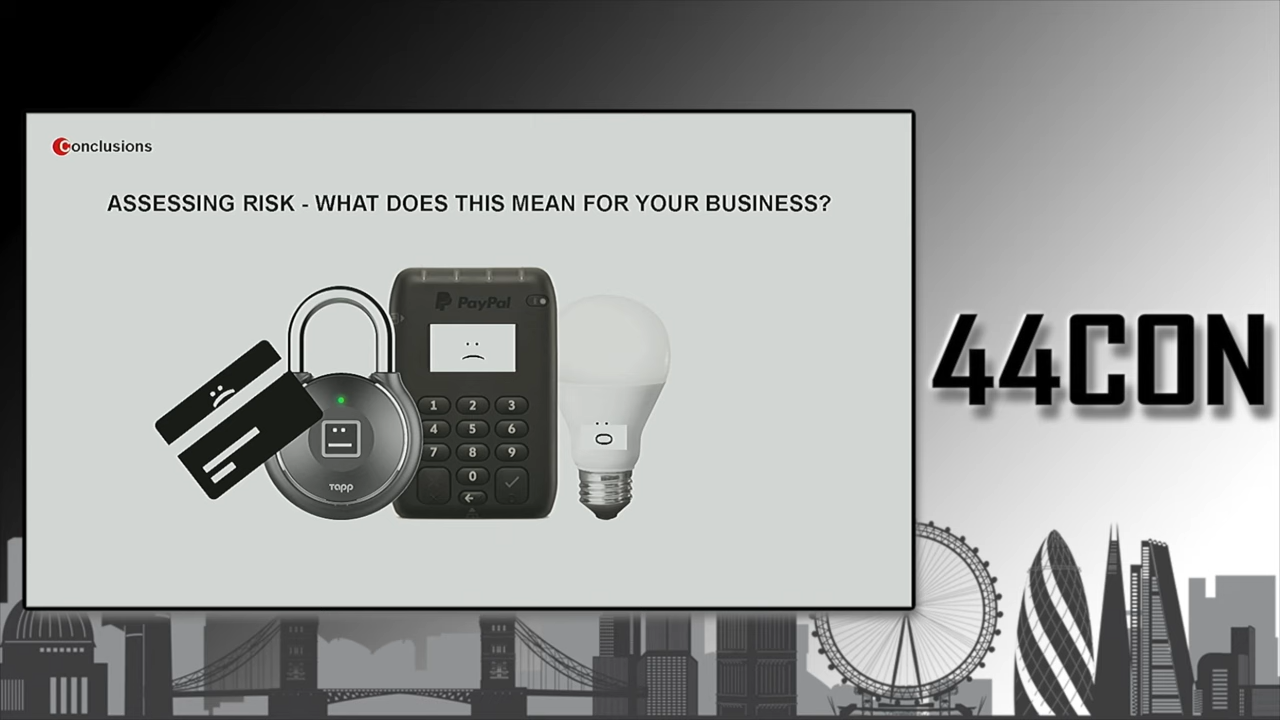 Conclusions
ASSESSING RISK - WHAT DOES THIS MEAN FOR YOUR BUSINESS?
PayPal
1 2 3
4 5 6
7 8 9
0
TAPP
44CON